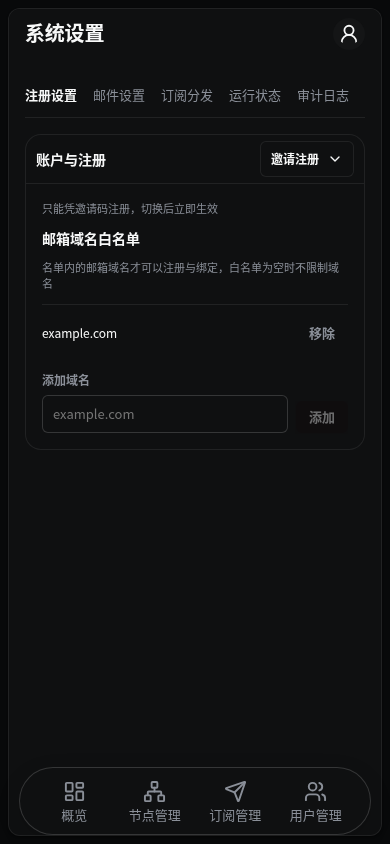 系统设置
注册设置 邮件设置 订阅分发 运行状态 审计日志
账户与注册 邀请注册
只能凭邀请码注册，切换后立即生效
邮箱域名白名单
名单内的邮箱域名才可以注册与绑定，白名单为空时不限制域
名
example.com 移除
添加域名
example.com 添加
概览 节点管理 订阅管理 用户管理